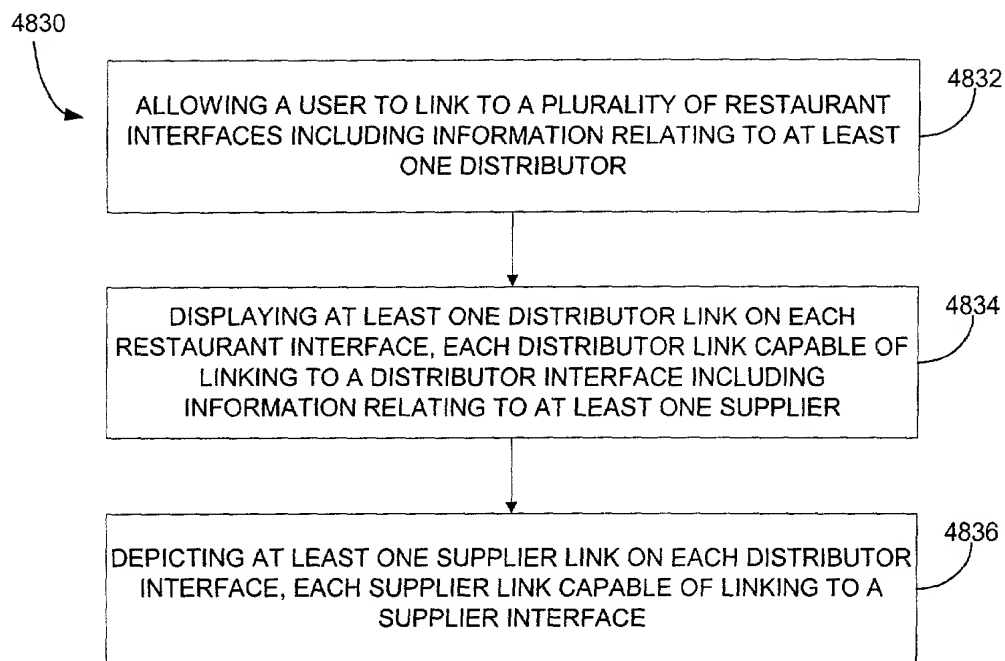 4830
4832
ALLOWING A USER TO LINK TO A PLURALITY OF RESTAURANT
INTERFACES INCLUDING INFORMATION RELATING TO AT LEAST
ONE DISTRIBUTOR
4834
DISPLAYING AT LEAST ONE DISTRIBUTOR LINK ON EACH
RESTAURANT INTERFACE, EACH DISTRIBUTOR LINK CAPABLE OF
LINKING TO A DISTRIBUTOR INTERFACE INCLUDING
INFORMATION RELATING TO AT LEAST ONE SUPPLIER
4836
DEPICTING AT LEAST ONE SUPPLIER LINK ON EACH DISTRIBUTOR
INTERFACE, EACH SUPPLIER LINK CAPABLE OF LINKING TO A
SUPPLIER INTERFACE